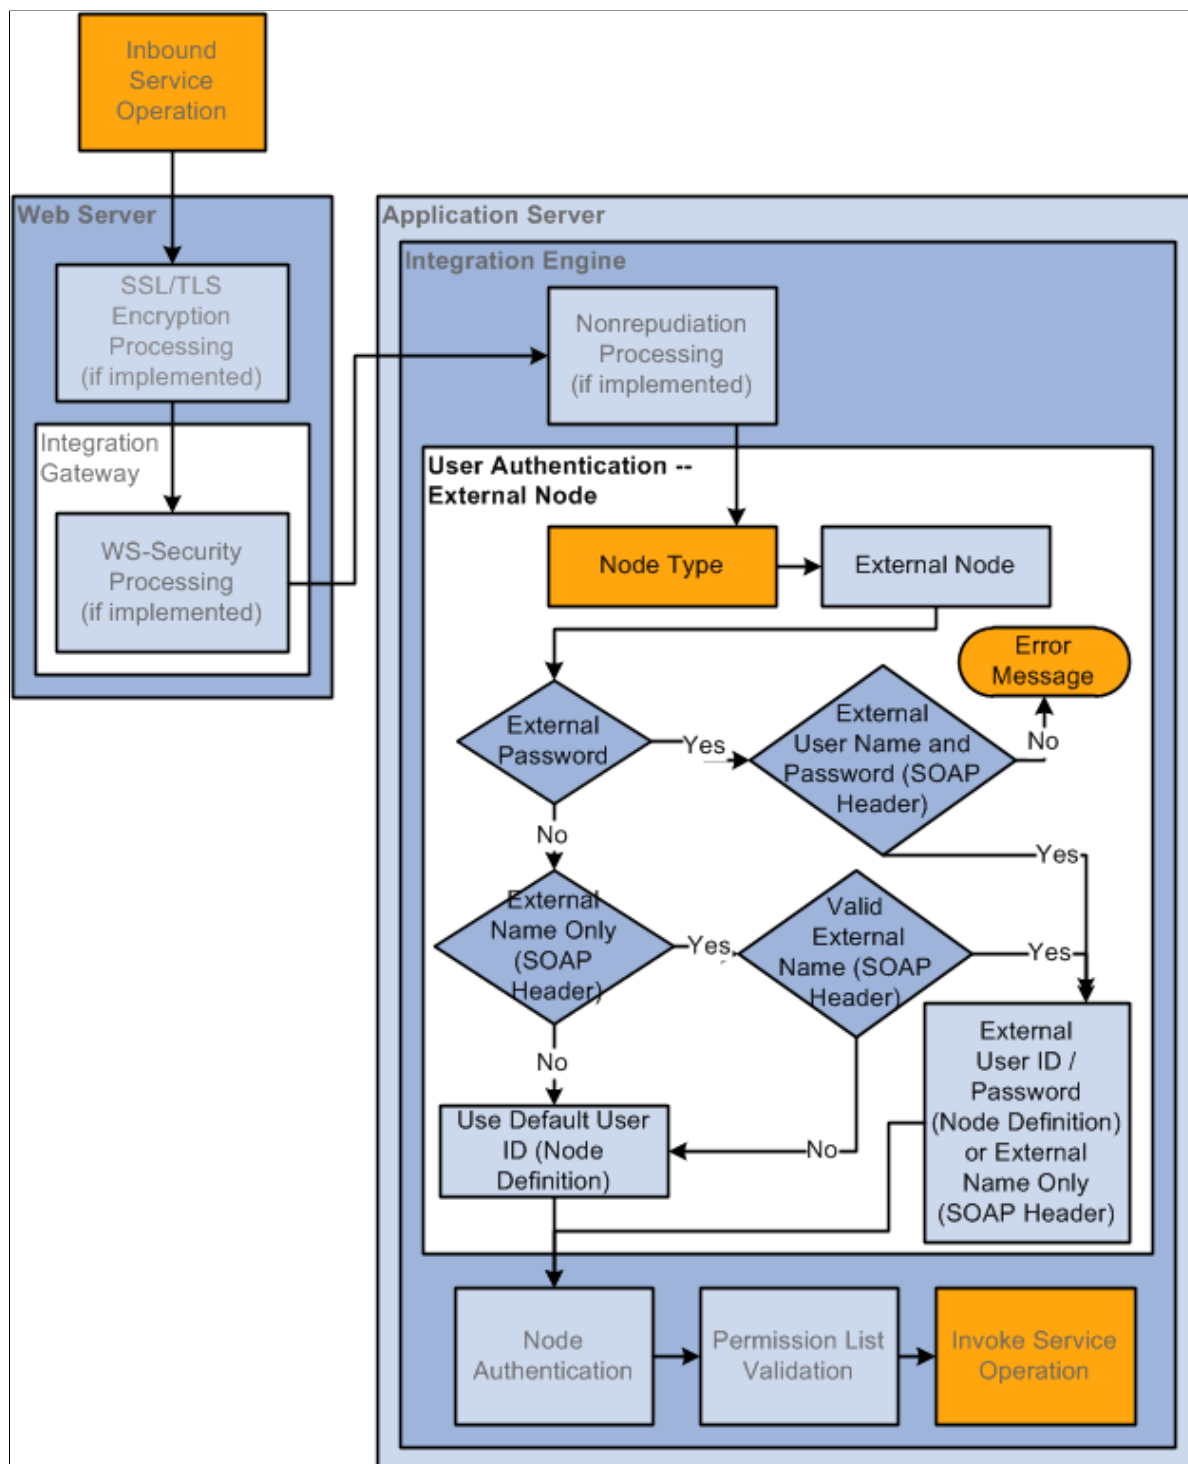 Inbound
Service
Operation
Web Server
SSL/TLS
Encryption
Processing
(if implemented)
Integration
Gateway
WS-Security
Processing
(if implemented)
Application Server
Integration Engine
Nonrepudiation
Processing
(if implemented)
User Authentication --
External Node
Node Type
External Node
Error
Message
External
Password
Yes
External
User Name and
Password (SOAP
Header)
No
No
Yes
External
Name Only
(SOAP
Header)
Yes
Valid
External
Name (SOAP
Header)
Yes
No
Use Default User
ID (Node
Definition)
No
External
User ID /
Password
(Node Definition)
or External
Name Only
(SOAP Header)
Node
Authentication
Permission List
Validation
Invoke Service
Operation